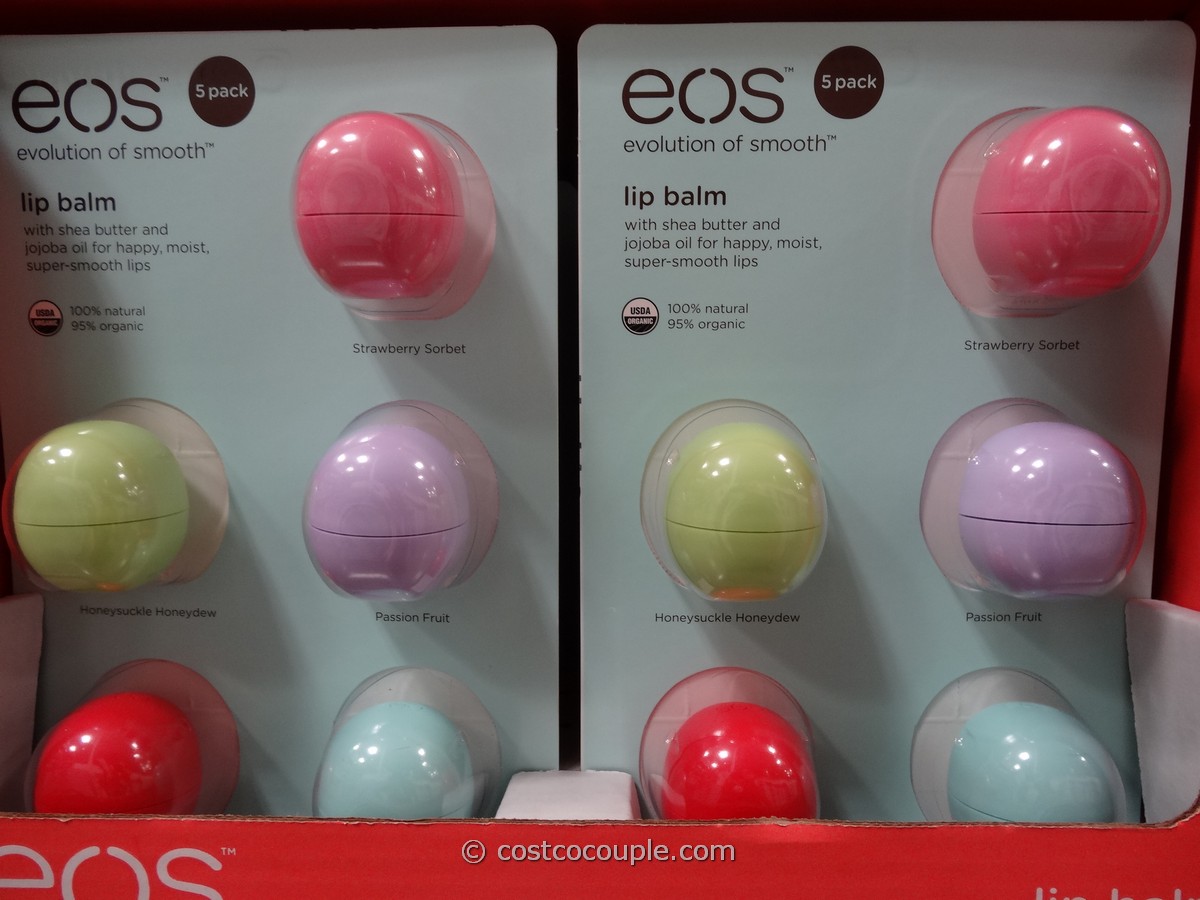 eos™
5 pack
evolution of smooth™
lip balm
with shea butter and
jojoba oil for happy, moist,
super-smooth lips
USDA
ORGANIC
100% natural
95% organic
Strawberry Sorbet
Honeysuckle Honeydew
Passion Fruit
eos™
5 pack
evolution of smooth™
lip balm
with shea butter and
jojoba oil for happy, moist,
super-smooth lips
USDA
ORGANIC
100% natural
95% organic
Strawberry Sorbet
Honeysuckle Honeydew
Passion Fruit
© costcocouple.com
eos™
lip